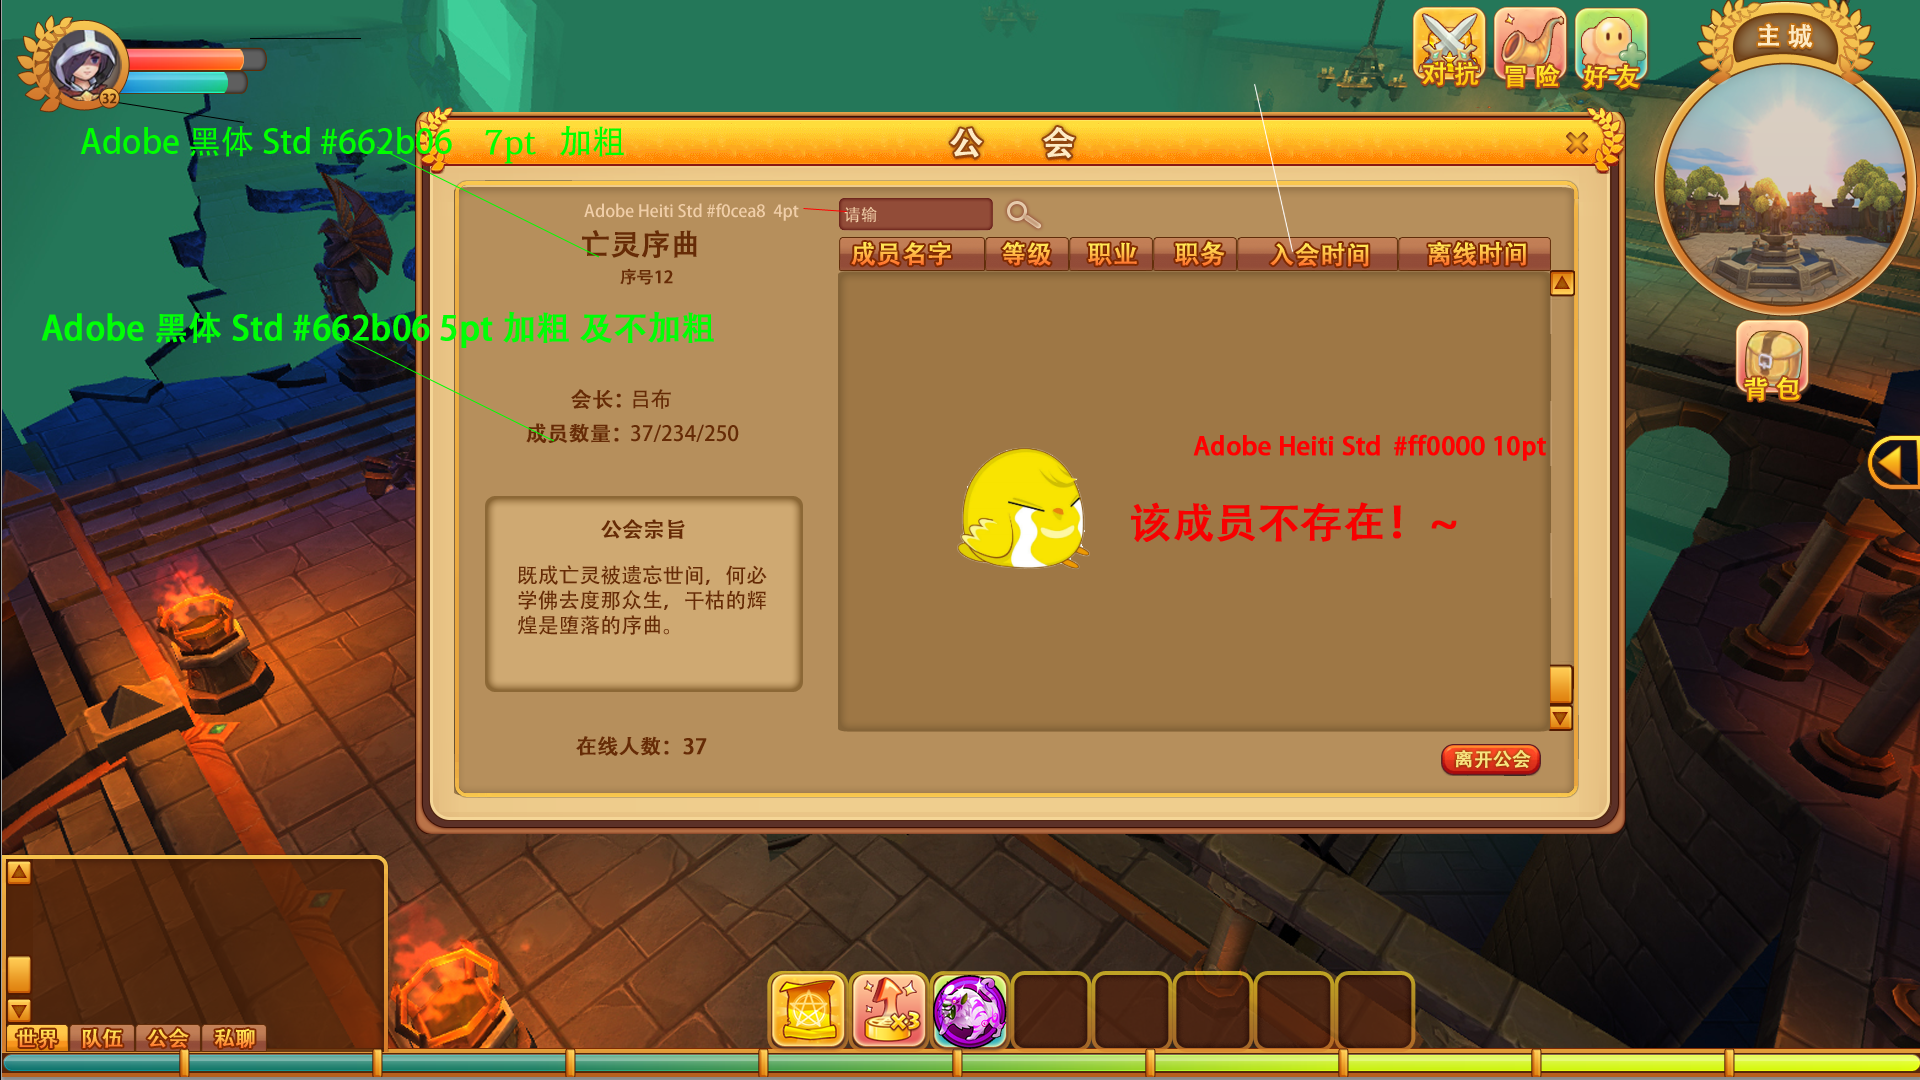 对抗
冒险
好友
主城
32
Adobe 黑体 Std #662b06 7pt 加粗
公 会
Adobe Heiti Std #f0cea8 4pt
请输
亡灵序曲
序号12
成员名字 等级 职业 职务 入会时间 离线时间
Adobe 黑体 Std #662b06 5pt 加粗 及不加粗
背包
会长：吕布
成员数量：37/234/250
Adobe Heiti Std #ff0000 10pt
该成员不存在！~
公会宗旨
既成亡灵被遗忘世间，何必
学佛去度那众生，干枯的辉
煌是堕落的序曲。
在线人数：37
离开公会
×3
世界 队伍 公会 私聊